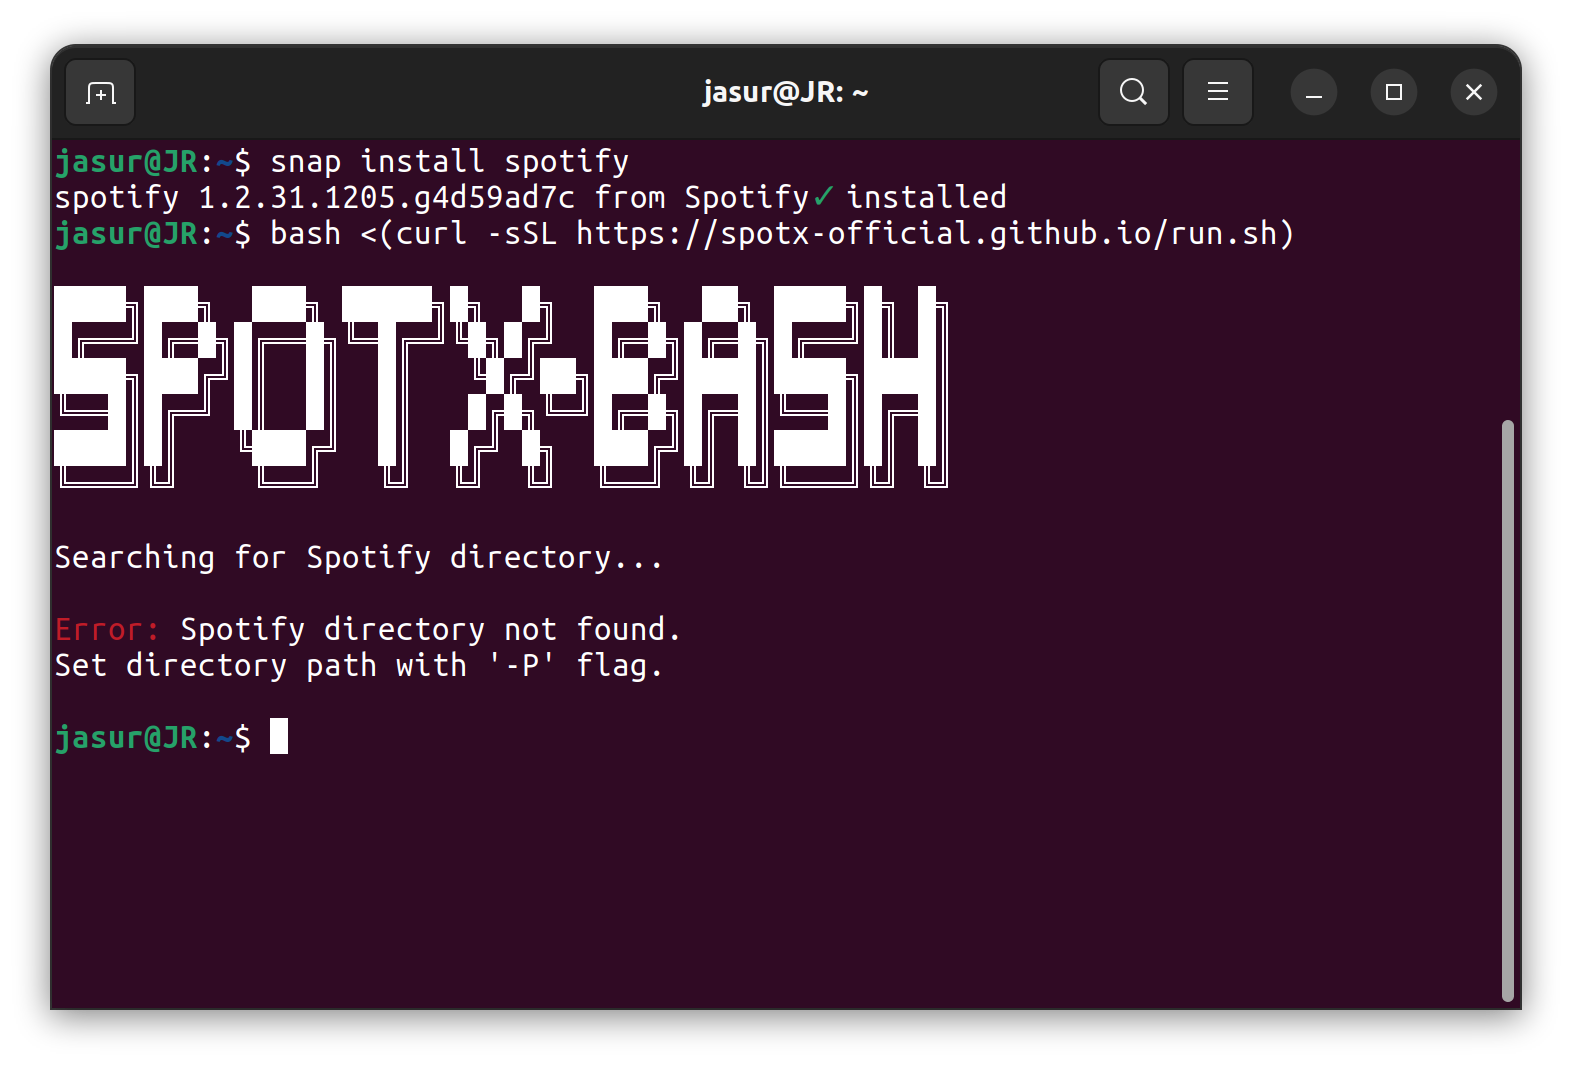 jasur@JR: ~
jasur@JR:~$ snap install spotify
spotify 1.2.31.1205.g4d59ad7c from Spotify✓ installed
jasur@JR:~$ bash <(curl -sSL https://spotx-official.github.io/run.sh)
SPOTX-BASH
Searching for Spotify directory...
Error: Spotify directory not found.
Set directory path with '-P' flag.
jasur@JR:~$